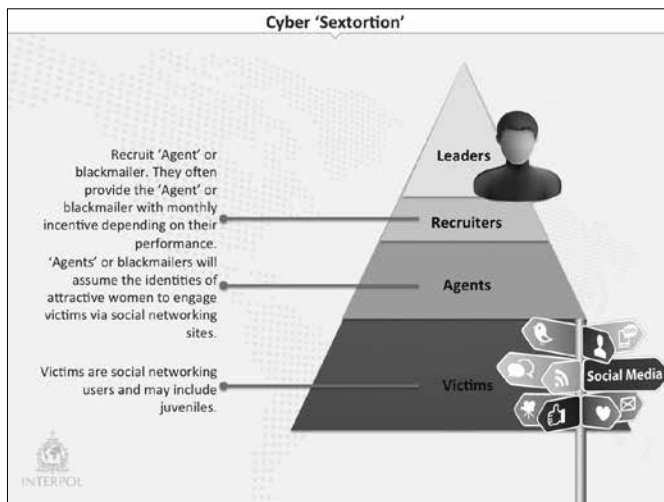 Cyber 'Sextortion'
Leaders
Recruit 'Agent' or
blackmailer. They often
provide the 'Agent' or
blackmailer with monthly
incentive depending on their
performance.
Recruiters
'Agents' or blackmailers will
assume the identities of
attractive women to engage
victims via social networking
sites.
Agents
Victims are social networking
users and may include
juveniles.
Victims
Social Media
INTERPOL